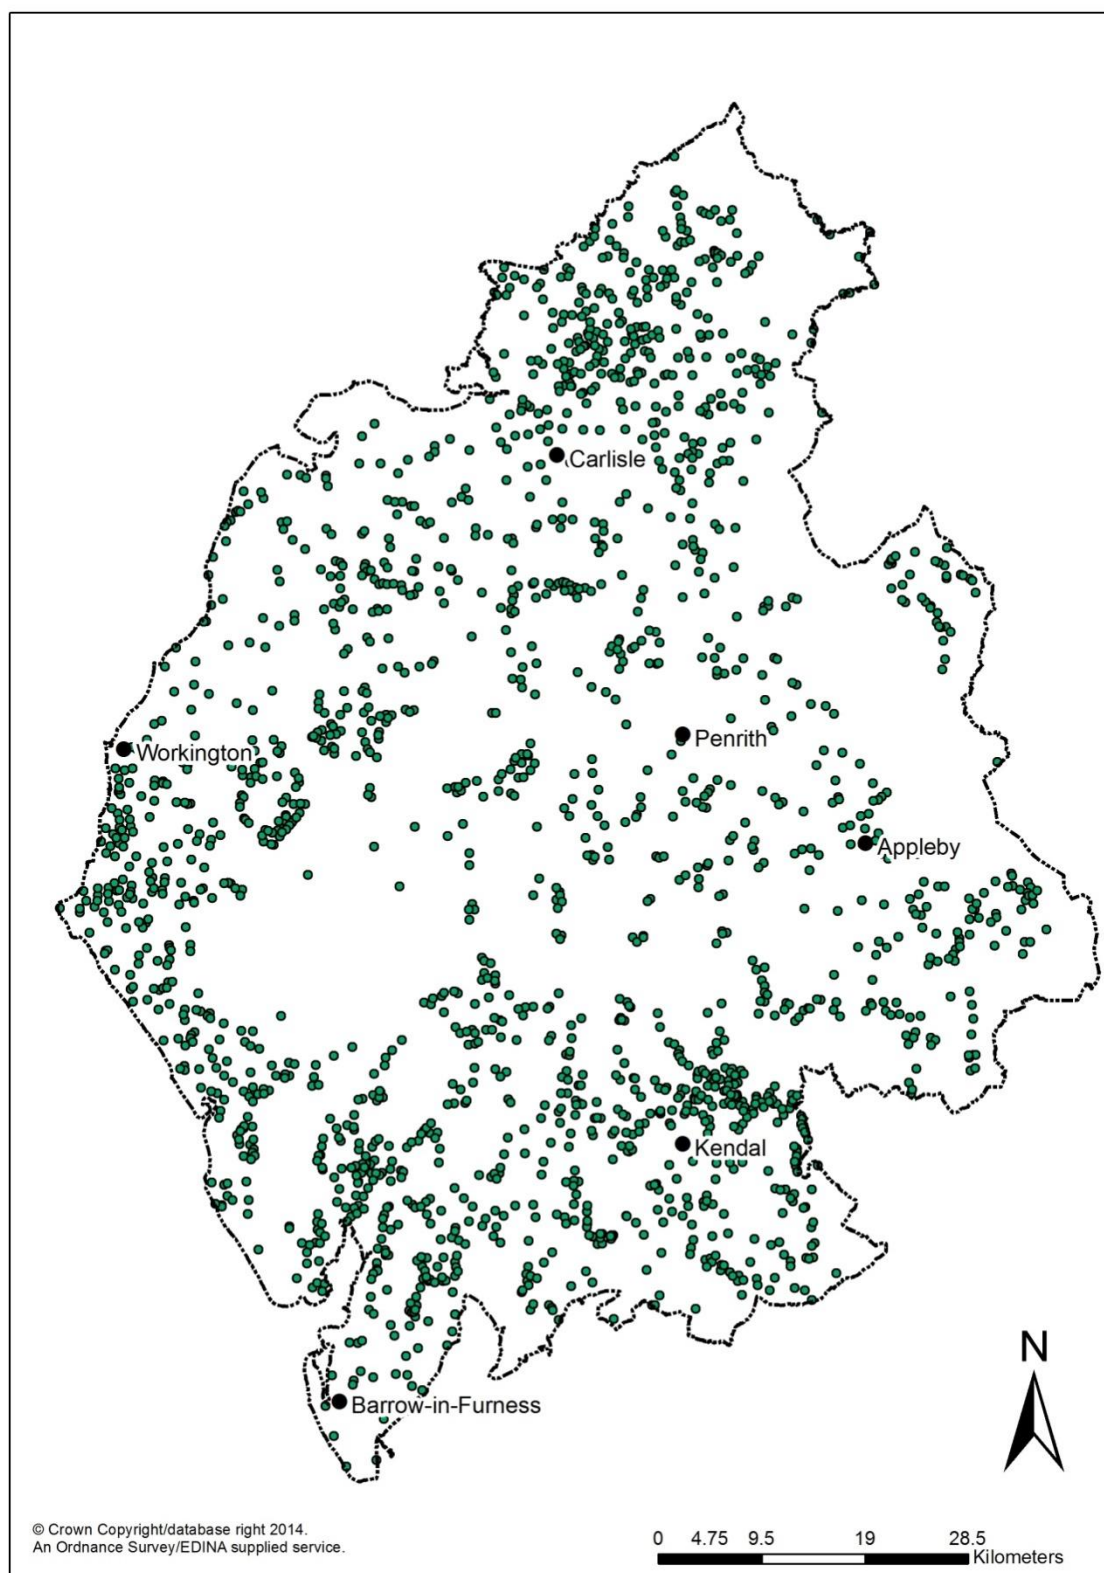 Carlisle
Workington
Penrith
Appleby
Kendal
Barrow-in-Furness
N
© Crown Copyright/database right 2014.
An Ordnance Survey/EDINA supplied service.
0 4.75 9.5 19 28.5
Kilometers